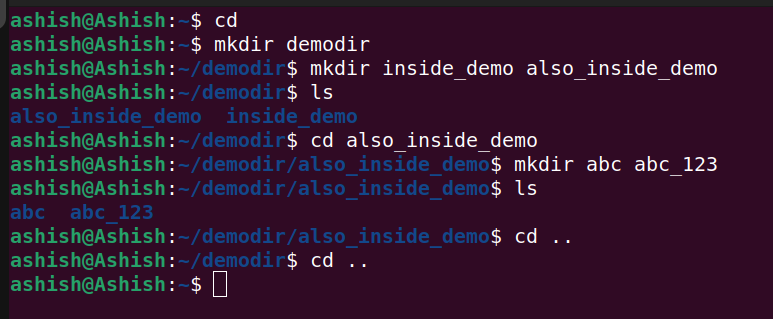 ashish@Ashish:~$ cd
ashish@Ashish:~$ mkdir demodir
ashish@Ashish:~/demodir$ mkdir inside_demo also_inside_demo
ashish@Ashish:~/demodir$ ls
also_inside_demo  inside_demo
ashish@Ashish:~/demodir$ cd also_inside_demo
ashish@Ashish:~/demodir/also_inside_demo$ mkdir abc abc_123
ashish@Ashish:~/demodir/also_inside_demo$ ls
abc  abc_123
ashish@Ashish:~/demodir/also_inside_demo$ cd ..
ashish@Ashish:~/demodir$ cd ..
ashish@Ashish:~$